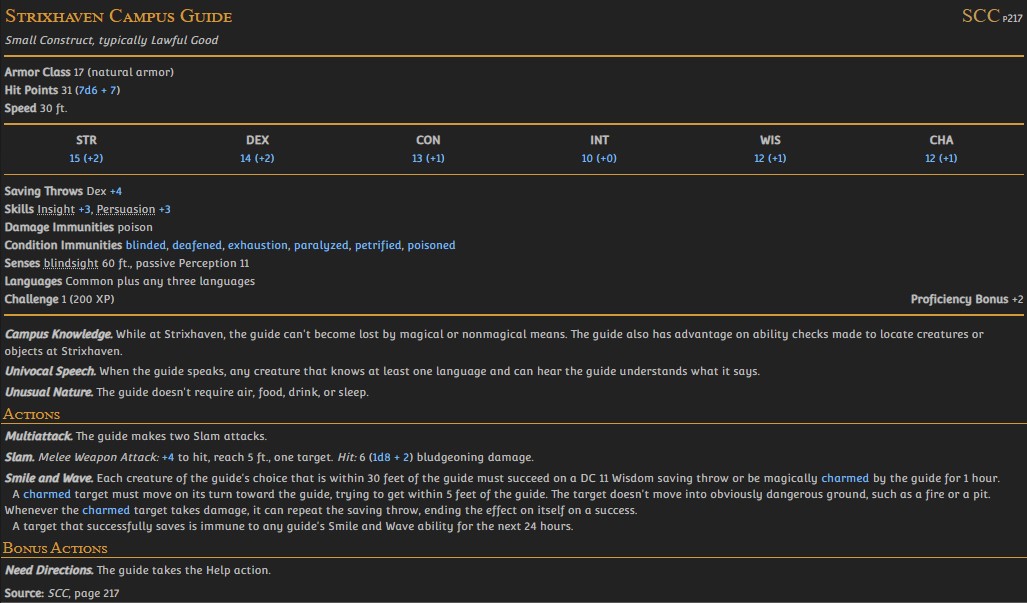 Strixhaven Campus Guide SCC p217
Small Construct, typically Lawful Good
Armor Class 17 (natural armor)
Hit Points 31 (7d6 + 7)
Speed 30 ft.
STR DEX CON INT WIS CHA
15 (+2) 14 (+2) 13 (+1) 10 (+0) 12 (+1) 12 (+1)
Saving Throws Dex +4
Skills Insight +3, Persuasion +3
Damage Immunities poison
Condition Immunities blinded, deafened, exhaustion, paralyzed, petrified, poisoned
Senses blindsight 60 ft., passive Perception 11
Languages Common plus any three languages
Challenge 1 (200 XP) Proficiency Bonus +2
Campus Knowledge. While at Strixhaven, the guide can't become lost by magical or nonmagical means. The guide also has advantage on ability checks made to locate creatures or
objects at Strixhaven.
Univocal Speech. When the guide speaks, any creature that knows at least one language and can hear the guide understands what it says.
Unusual Nature. The guide doesn't require air, food, drink, or sleep.
Actions
Multiattack. The guide makes two Slam attacks.
Slam. Melee Weapon Attack: +4 to hit, reach 5 ft., one target. Hit: 6 (1d8 + 2) bludgeoning damage.
Smile and Wave. Each creature of the guide's choice that is within 30 feet of the guide must succeed on a DC 11 Wisdom saving throw or be magically charmed by the guide for 1 hour.
A charmed target must move on its turn toward the guide, trying to get within 5 feet of the guide. The target doesn't move into obviously dangerous ground, such as a fire or a pit.
Whenever the charmed target takes damage, it can repeat the saving throw, ending the effect on itself on a success.
A target that successfully saves is immune to any guide's Smile and Wave ability for the next 24 hours.
Bonus Actions
Need Directions. The guide takes the Help action.
Source: SCC, page 217